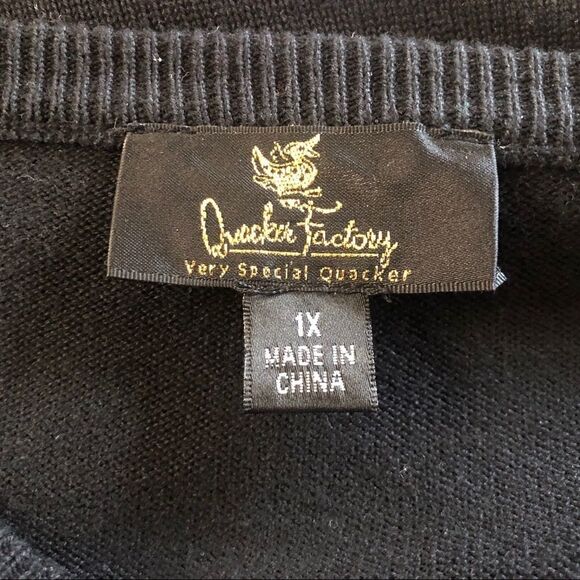 Quacker Factory
Very Special Quacker
1X
MADE IN
CHINA